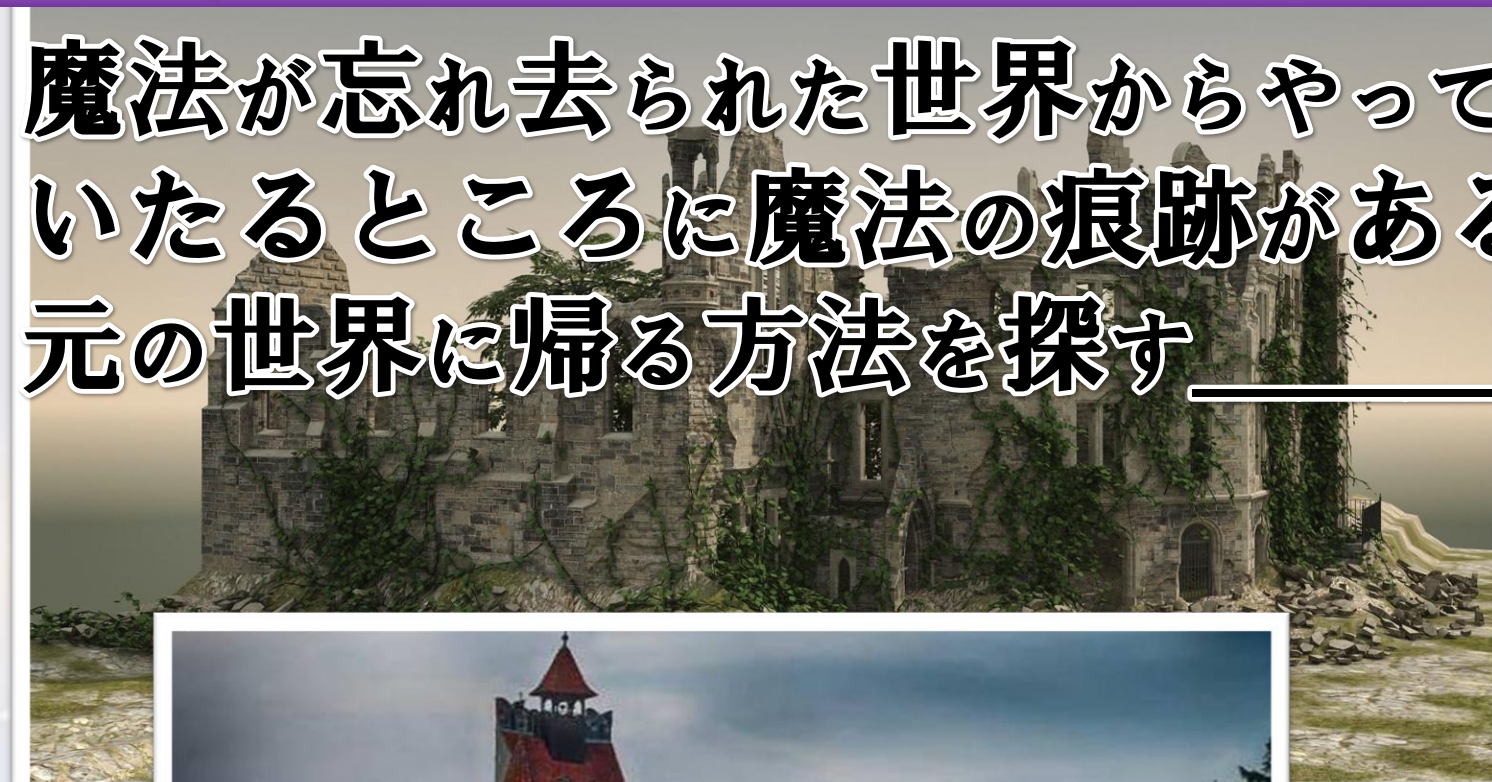 魔法が忘れ去られた世界からやって
いたるところに魔法の痕跡がある
元の世界に帰る方法を探す